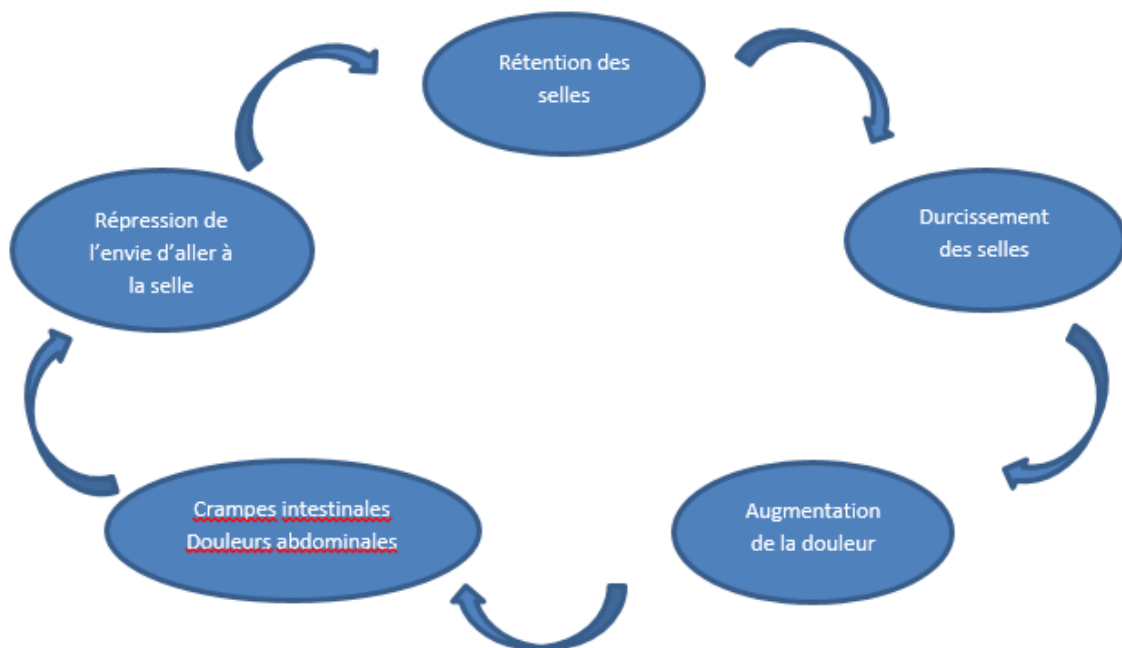 Rétention des
selles
Durcissement
des selles
Augmentation
de la douleur
Crampes intestinales
Douleurs abdominales
Répression de
l’envie d’aller à
la selle